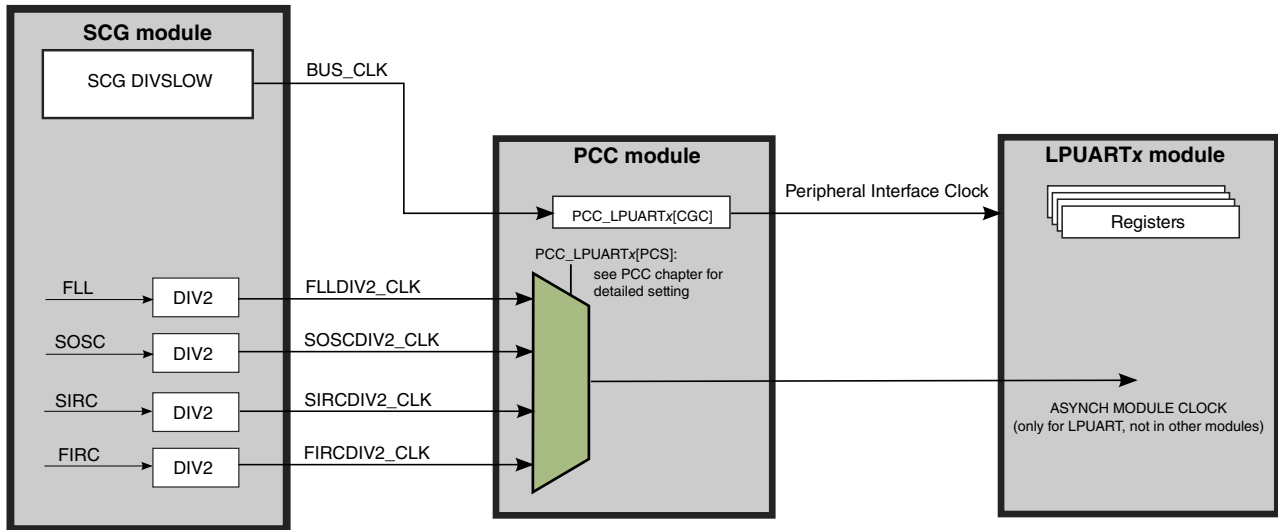 SCG module
SCG DIVSLOW
BUS_CLK
PCC module
PCC_LPUARTx[CGC]
Peripheral Interface Clock
LPUARTx module
Registers
PCC_LPUARTx[PCS]:
see PCC chapter for
detailed setting
FLL
DIV2
FLLDIV2_CLK
SOSC
DIV2
SOSCDIV2_CLK
SIRC
DIV2
SIRCDIV2_CLK
FIRC
DIV2
FIRCDIV2_CLK
ASYNCH MODULE CLOCK
(only for LPUART, not in other modules)